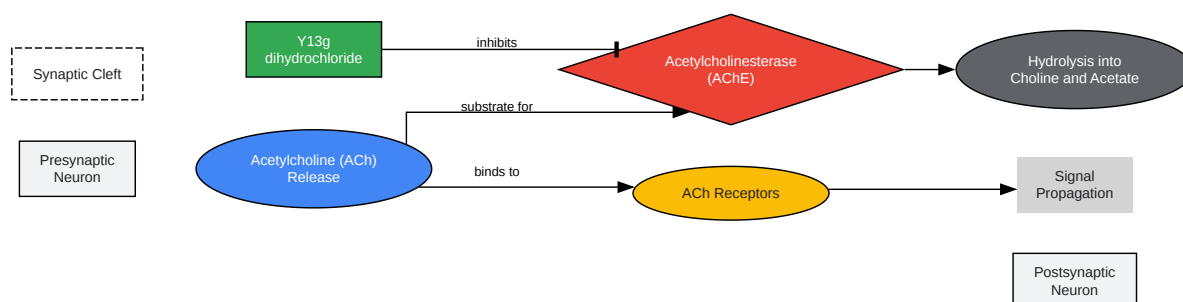 Y13g
dihydrochloride
inhibits
Acetylcholinesterase
(AChE)
Hydrolysis into
Choline and Acetate
Synaptic Cleft
substrate for
Presynaptic
Neuron
Acetylcholine (ACh)
Release
binds to
ACh Receptors
Signal
Propagation
Postsynaptic
Neuron